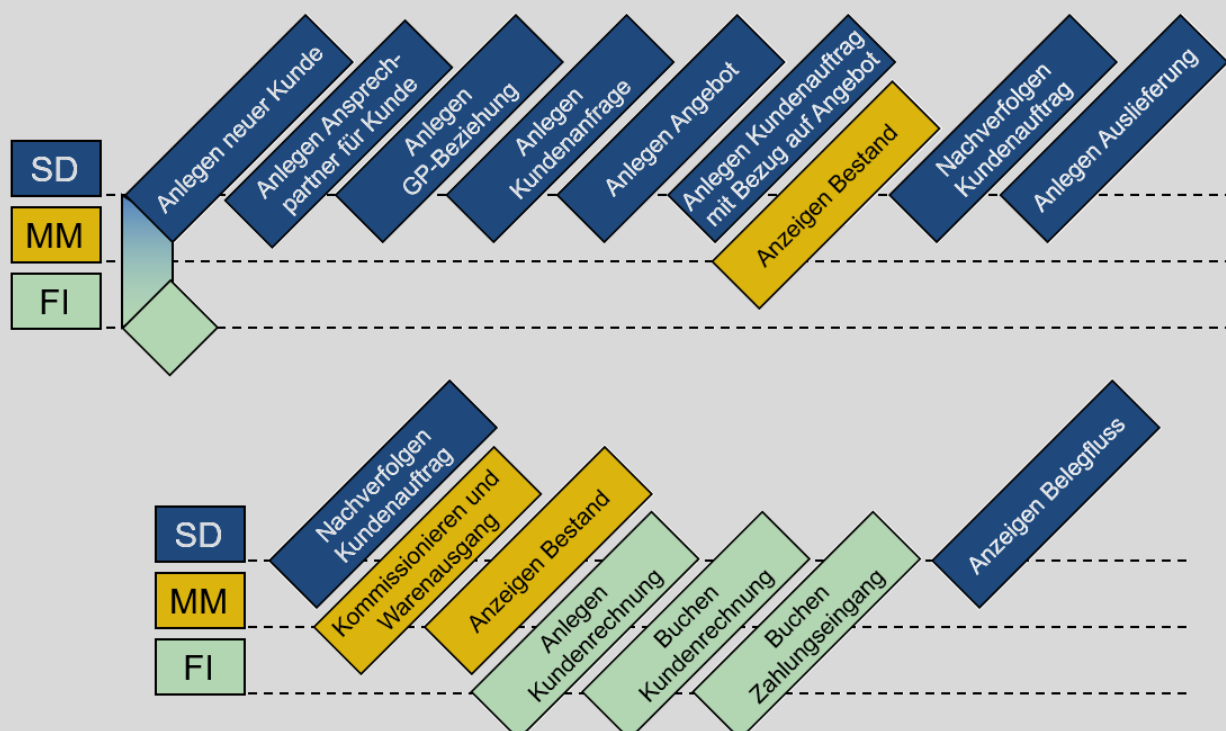 SD
MM
FI
Anlegen neuer Kunde
Anlegen Ansprech-
partner für Kunde
Anlegen
GP-Beziehung
Anlegen
Kundenanfrage
Anlegen Angebot
Anlegen Kundenauftrag
mit Bezug auf Angebot
Anzeigen Bestand
Nachverfolgen
Kundenauftrag
Anlegen Auslieferung
SD
MM
FI
Nachverfolgen
Kundenauftrag
Kommissionieren und
Warenausgang
Anzeigen Bestand
Anlegen
Kundenrechnung
Buchen
Kundenrechnung
Buchen
Zahlungseingang
Anzeigen Belegfluss